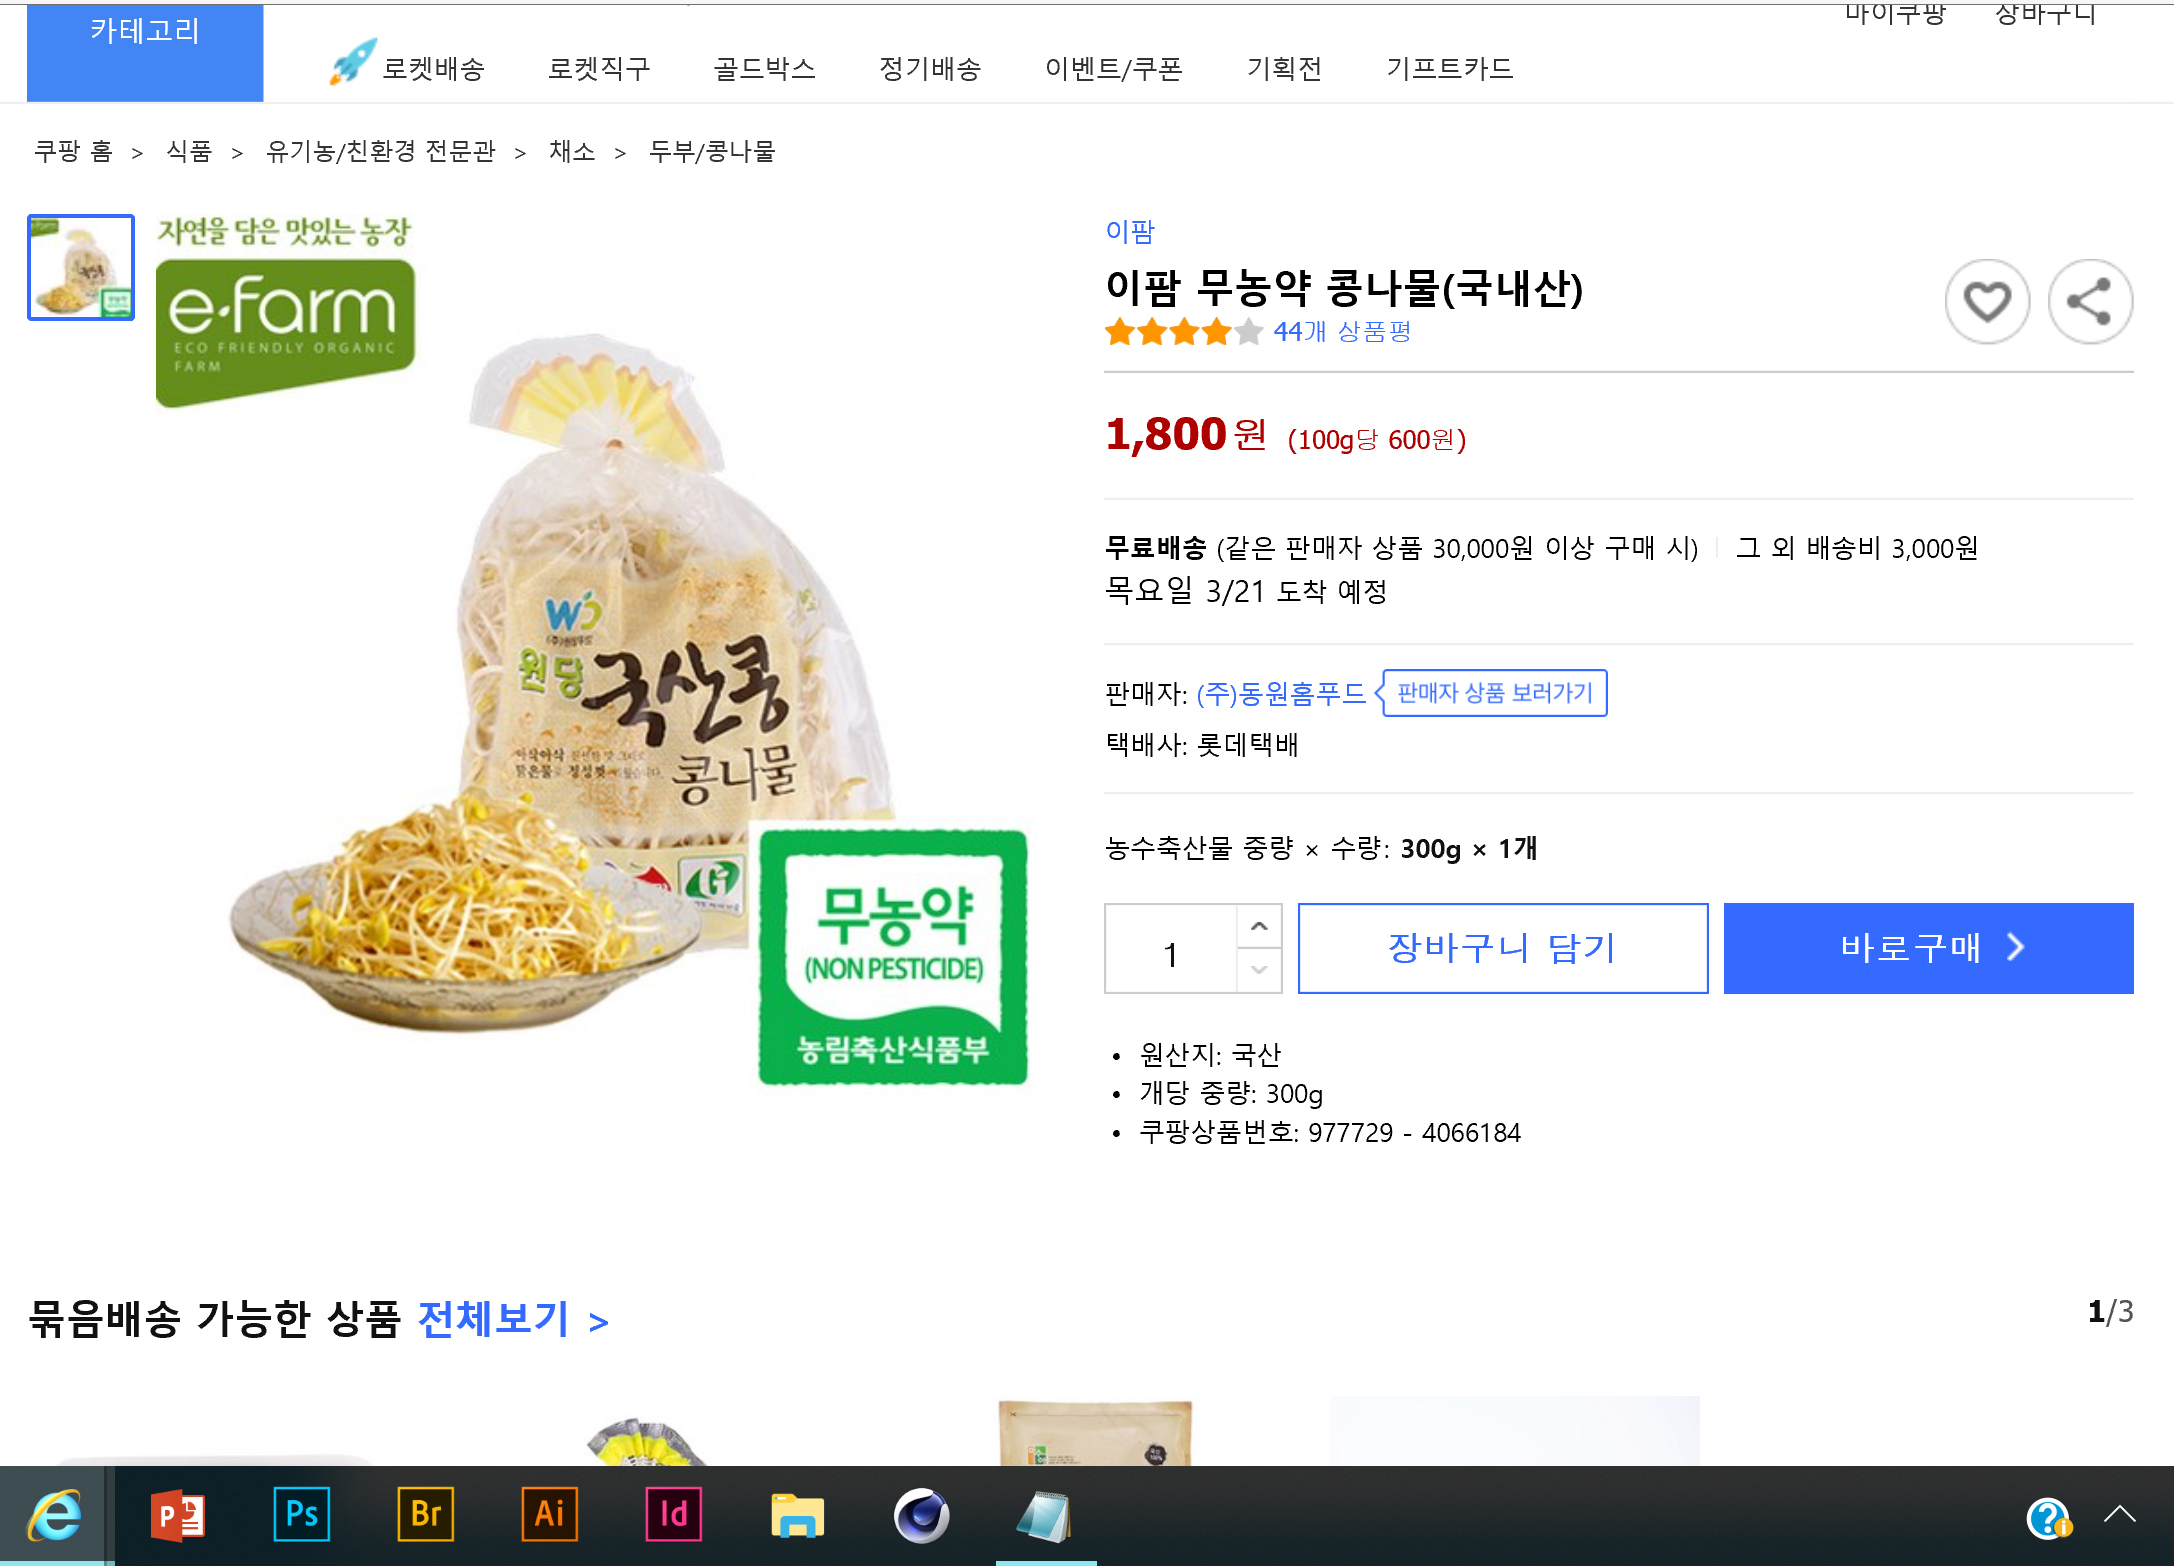 카테고리
마이쿠팡 장바구니
로켓배송 로켓직구 골드박스 정기배송 이벤트/쿠폰 기획전 기프트카드
쿠팡 홈 > 식품 > 유기농/친환경 전문관 > 채소 > 두부/콩나물
자연을 담은 맛있는 농장
e·farm
ECO FRIENDLY ORGANIC
FARM
원당 국산콩
콩나물
무농약
(NON PESTICIDE)
농림축산식품부
이팜
이팜 무농약 콩나물(국내산)
44개 상품평
1,800원 (100g당 600원)
무료배송 (같은 판매자 상품 30,000원 이상 구매 시) 그 외 배송비 3,000원
목요일 3/21 도착 예정
판매자: (주)동원홈푸드 판매자 상품 보러가기
택배사: 롯데택배
농수축산물 중량 × 수량: 300g × 1개
1 장바구니 담기 바로구매 >
• 원산지: 국산
• 개당 중량: 300g
• 쿠팡상품번호: 977729 - 4066184
묶음배송 가능한 상품 전체보기 >
1/3
Ps Br Ai Id